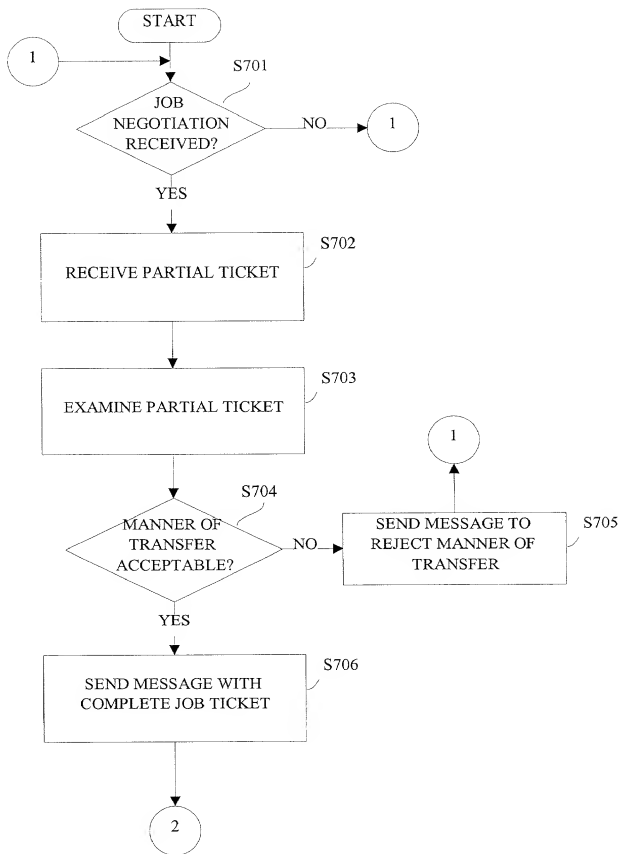 START
1
S701
JOB
NEGOTIATION
RECEIVED?
NO
1
YES
S702
RECEIVE PARTIAL TICKET
S703
EXAMINE PARTIAL TICKET
1
S704
MANNER OF
TRANSFER
ACCEPTABLE?
NO
SEND MESSAGE TO
REJECT MANNER OF
TRANSFER
S705
YES
S706
SEND MESSAGE WITH
COMPLETE JOB TICKET
2